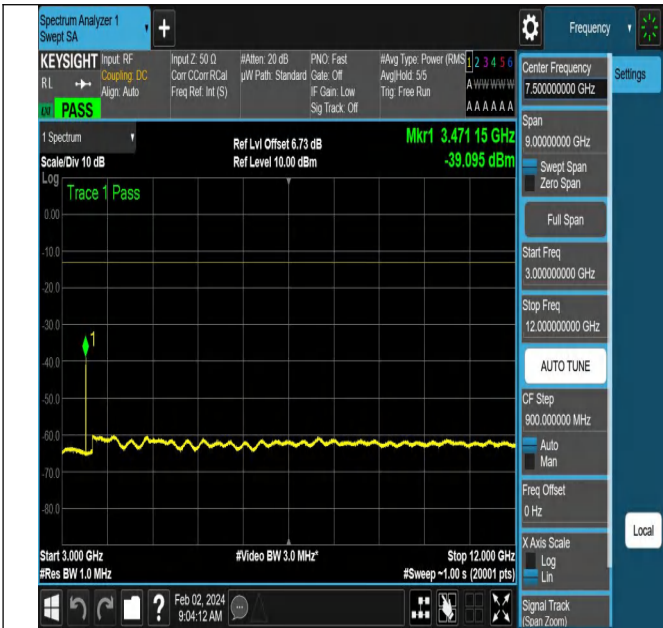 Spectrum Analyzer 1
Swept SA
Frequency
KEYSIGHT
Input: RF
Coupling: DC
Align: Auto
Input Z: 50 Ω
Corr CCorr RCal
Freq Ref: Int (S)
#Atten: 20 dB
µW Path: Standard
PNO: Fast
Gate: Off
IF Gain: Low
Sig Track: Off
#Avg Type: Power (RMS
Avg|Hold: 5/5
Trig: Free Run
1 2 3 4 5 6
A W W W W W
A A A A A A
R L
PASS
1 Spectrum
Scale/Div 10 dB
Ref Lvl Offset 6.73 dB
Ref Level 10.00 dBm
Mkr1 3.471 15 GHz
-39.095 dBm
Log
Trace 1 Pass
0.00
-10.0
-20.0
-30.0
-40.0
-50.0
-60.0
-70.0
-80.0
1
Start 3.000 GHz
#Res BW 1.0 MHz
#Video BW 3.0 MHz*
Stop 12.000 GHz
#Sweep ~1.00 s (20001 pts)
Feb 02, 2024
9:04:12 AM
Center Frequency
7.500000000 GHz
Settings
Span
9.00000000 GHz
Swept Span
Zero Span
Full Span
Start Freq
3.000000000 GHz
Stop Freq
12.000000000 GHz
AUTO TUNE
CF Step
900.000000 MHz
Auto
Man
Freq Offset
0 Hz
X Axis Scale
Log
Lin
Local
Signal Track
(Span Zoom)